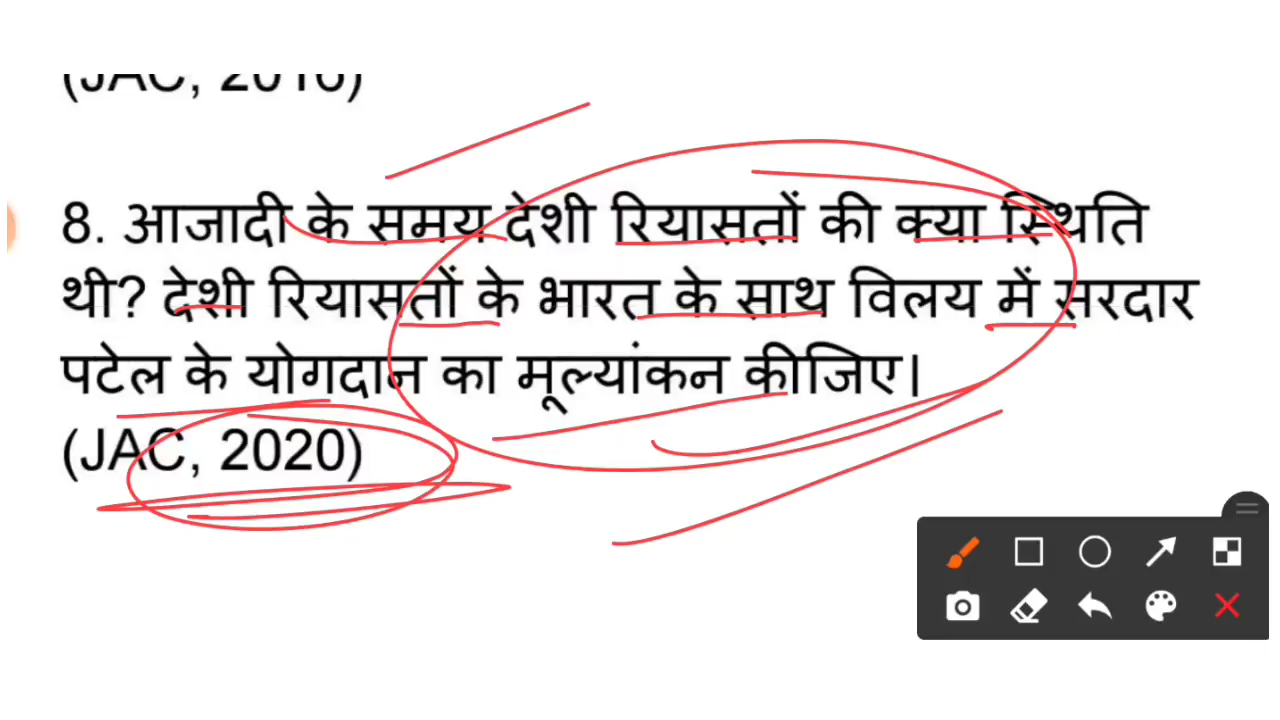 8. आजादी के समय देशी रियासतों की क्या स्थिति
थी? देशी रियासतों के भारत के साथ विलय में सरदार
पटेल के योगदान का मूल्यांकन कीजिए।
(JAC, 2020)